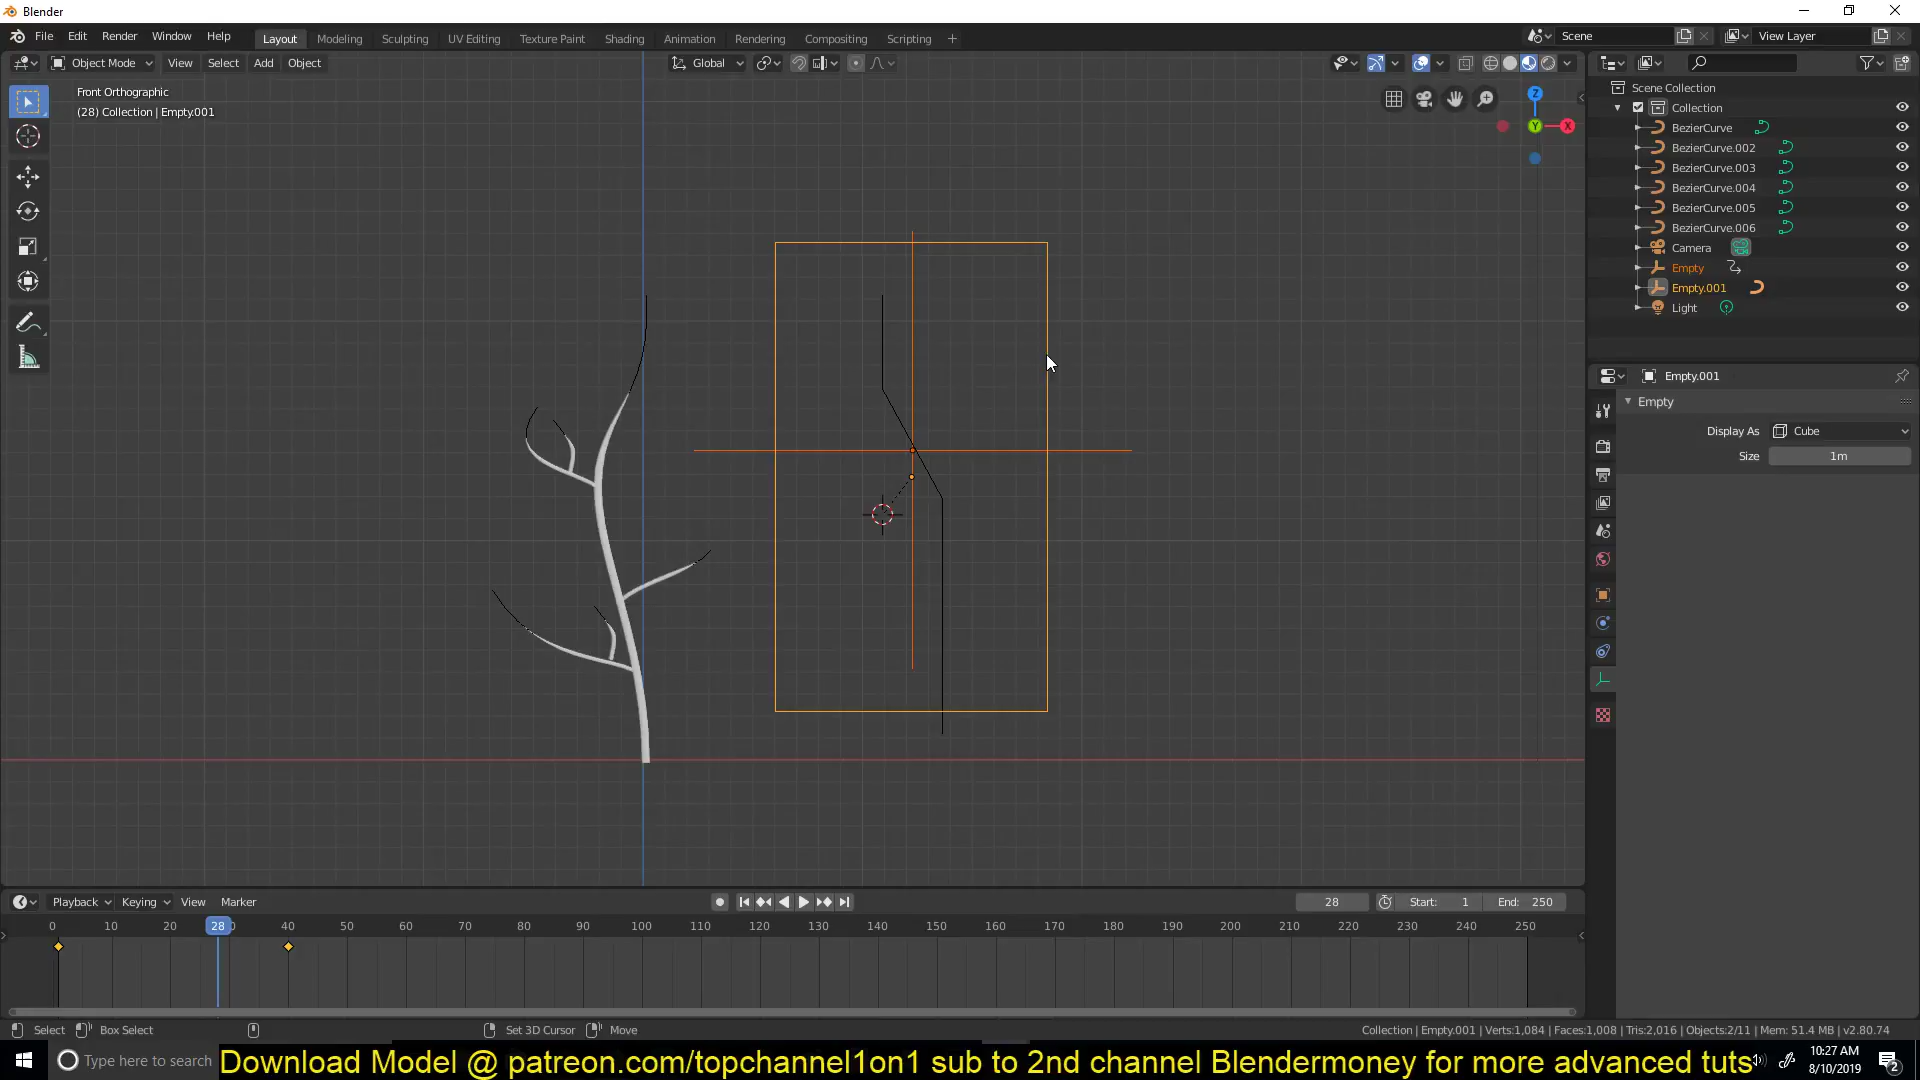 Blender
File Edit Render Window Help Layout Modeling Sculpting UV Editing Texture Paint Shading Animation Rendering Compositing Scripting + Scene View Layer
Object Mode View Select Add Object Global
Front Orthographic
(28) Collection | Empty.001
Z
Y
X
Scene Collection
Collection
BezierCurve
BezierCurve.002
BezierCurve.003
BezierCurve.004
BezierCurve.005
BezierCurve.006
Camera
Empty
Empty.001
Light
Empty.001
Empty
Display As Cube
Size 1m
Playback Keying View Marker 28 Start: 1 End: 250
0 10 20 28 40 50 60 70 80 90 100 110 120 130 140 150 160 170 180 190 200 210 220 230 240 250
Select Box Select Set 3D Cursor Move Collection | Empty.001 | Verts:1,084 | Faces:1,008 | Tris:2,016 | Objects:2/11 | Mem: 51.4 MB | v2.80.74
Type here to search
Download Model @ patreon.com/topchannel1on1 sub to 2nd channel Blendermoney for more advanced tuts
10:27 AM
8/10/2019
2